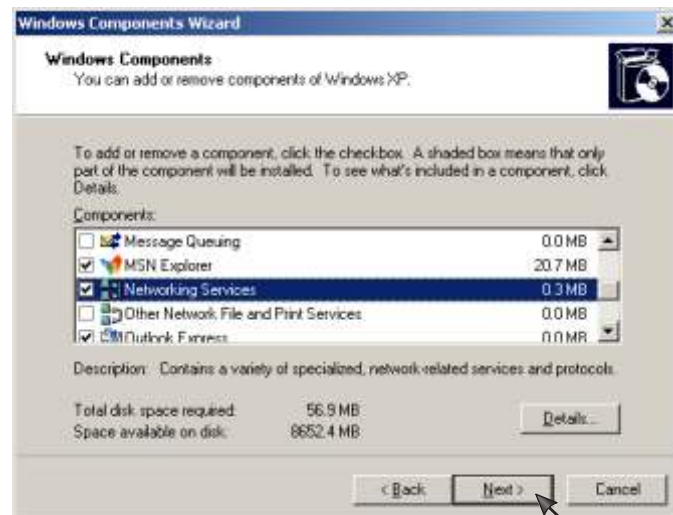 Windows Components Wizard
Windows Components
You can add or remove components of Windows XP.
To add or remove a component, click the checkbox. A shaded box means that only
part of the component will be installed. To see what's included in a component, click
Details.
Components:
Message Queuing 0.0 MB
MSN Explorer 20.7 MB
Networking Services 0.3 MB
Other Network File and Print Services 0.0 MB
Outlook Express 0.0 MB
Description: Contains a variety of specialized, network-related services and protocols.
Total disk space required: 56.9 MB
Space available on disk: 8652.4 MB
Details...
< Back Next > Cancel